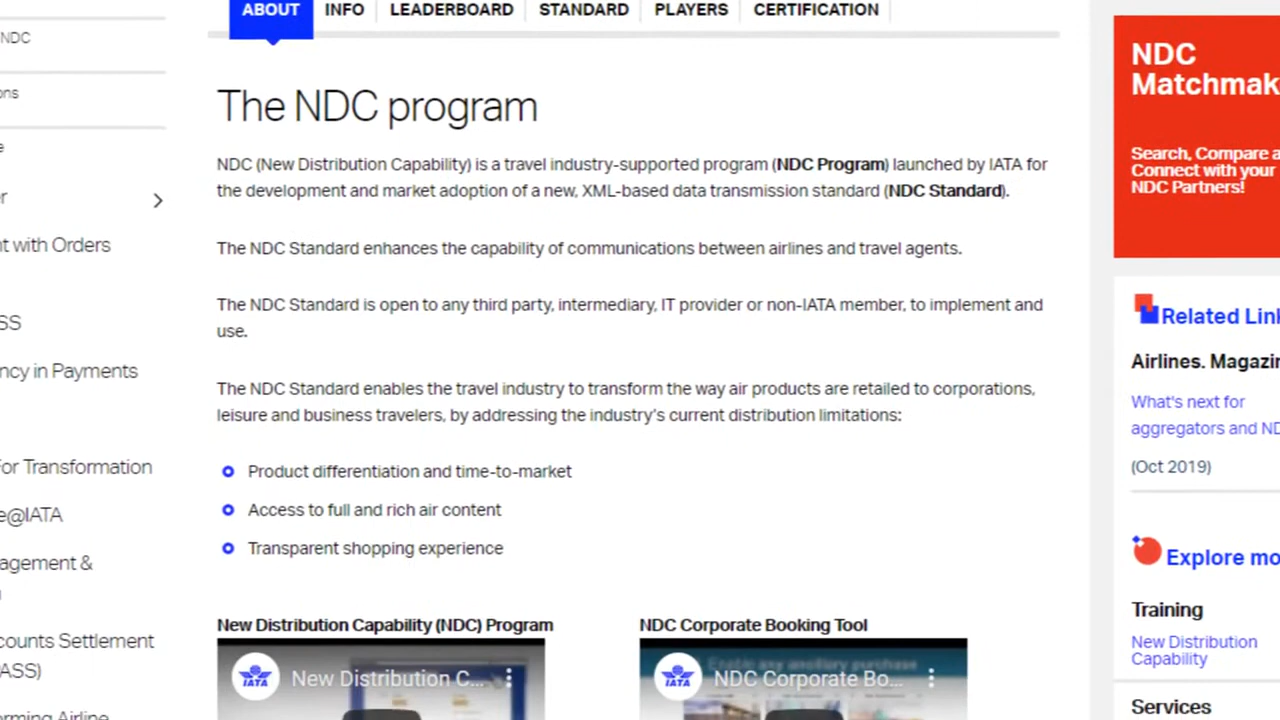 ABOUT INFO LEADERBOARD STANDARD PLAYERS CERTIFICATION
NDC
ons
e
r
nt with Orders
SS
ncy in Payments
For Transformation
e@IATA
agement &
counts Settlement
ASS)
orming Airline
The NDC program
NDC (New Distribution Capability) is a travel industry-supported program (NDC Program) launched by IATA for
the development and market adoption of a new, XML-based data transmission standard (NDC Standard).
The NDC Standard enhances the capability of communications between airlines and travel agents.
The NDC Standard is open to any third party, intermediary, IT provider or non-IATA member, to implement and
use.
The NDC Standard enables the travel industry to transform the way air products are retailed to corporations,
leisure and business travelers, by addressing the industry's current distribution limitations:
Product differentiation and time-to-market
Access to full and rich air content
Transparent shopping experience
New Distribution Capability (NDC) Program
IATA New Distribution C...
NDC Corporate Booking Tool
IATA NDC Corporate Bo...
NDC
Matchmak
Search, Compare a
Connect with your
NDC Partners!
Related Link
Airlines. Magazin
What's next for
aggregators and ND
(Oct 2019)
Explore mo
Training
New Distribution
Capability
Services